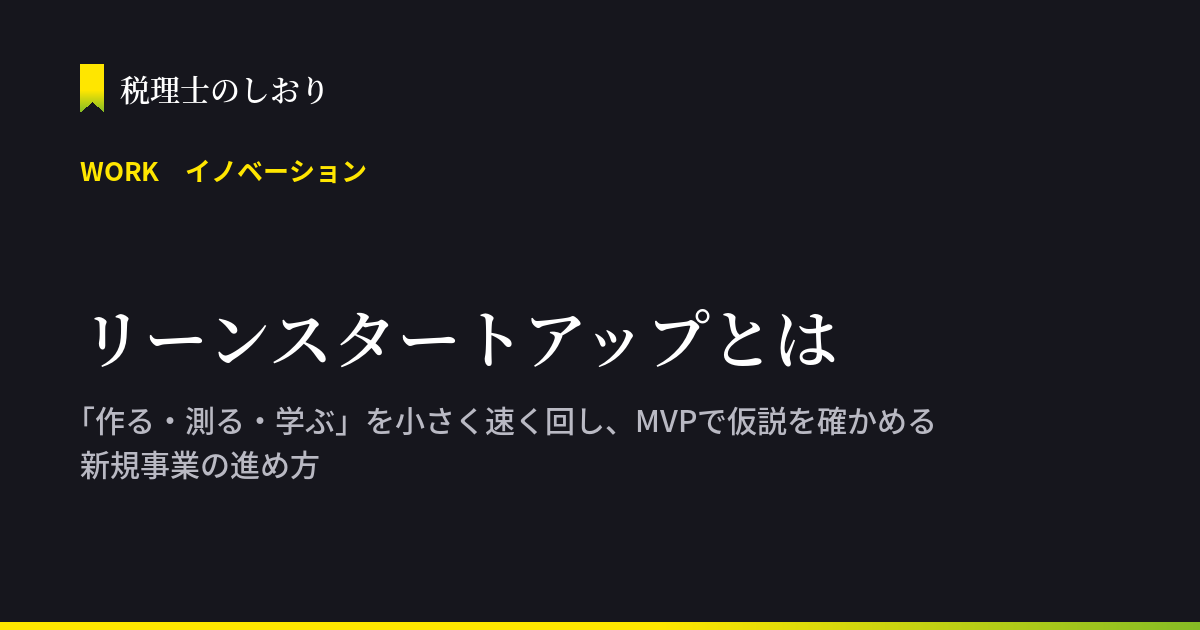 税理士のしおり
WORK イノベーション
リーンスタートアップとは
「作る・測る・学ぶ」を小さく速く回し、MVPで仮説を確かめる
新規事業の進め方